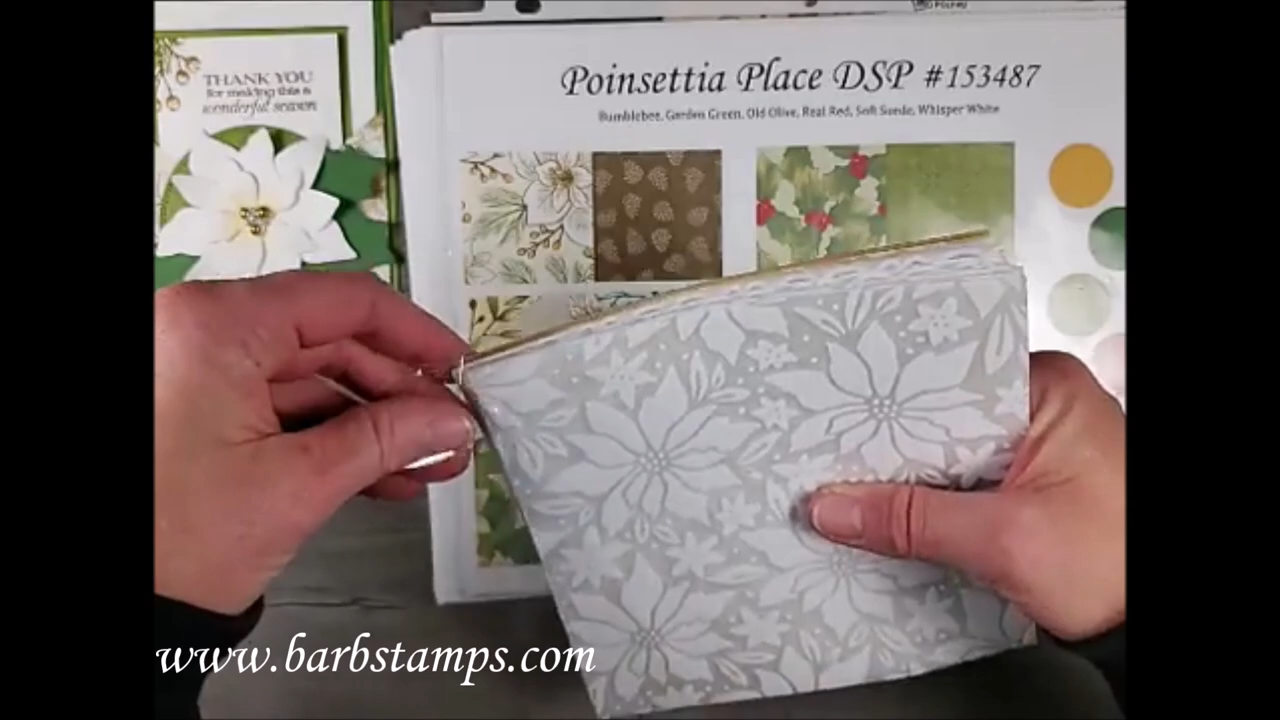 THANK YOU
for making this a
wonderful season
Poinsettia Place DSP #153487
Bumblebee, Garden Green, Old Olive, Real Red, Soft Suede, Whisper White
www.barbstamps.com